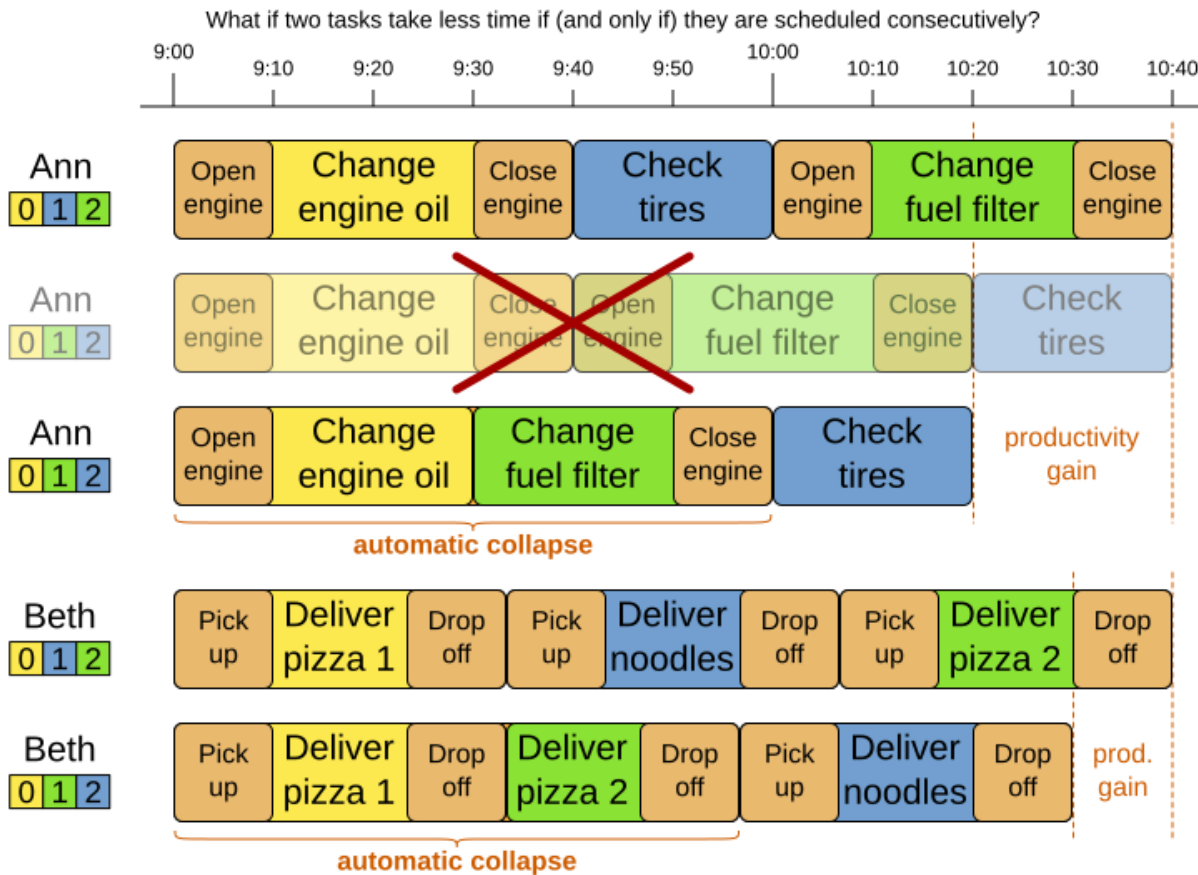 What if two tasks take less time if (and only if) they are scheduled consecutively?
9:00 9:10 9:20 9:30 9:40 9:50 10:00 10:10 10:20 10:30 10:40
Ann
0 1 2
Open engine
Change engine oil
Close engine
Check tires
Open engine
Change fuel filter
Close engine
Ann
0 1 2
Open engine
Change engine oil
Close engine
Open engine
Change fuel filter
Close engine
Check tires
Ann
0 1 2
Open engine
Change engine oil
Change fuel filter
Close engine
Check tires
productivity gain
automatic collapse
Beth
0 1 2
Pick up
Deliver pizza 1
Drop off
Pick up
Deliver noodles
Drop off
Pick up
Deliver pizza 2
Drop off
Beth
0 1 2
Pick up
Deliver pizza 1
Drop off
Deliver pizza 2
Drop off
Pick up
Deliver noodles
Drop off
prod. gain
automatic collapse